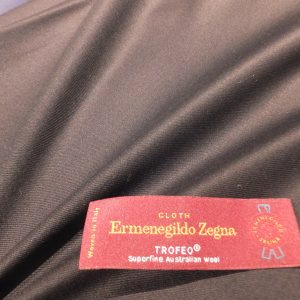 CLOTH
Ermenegildo Zegna
TROFEO®
Superfine Australian Wool
Woven in Italy